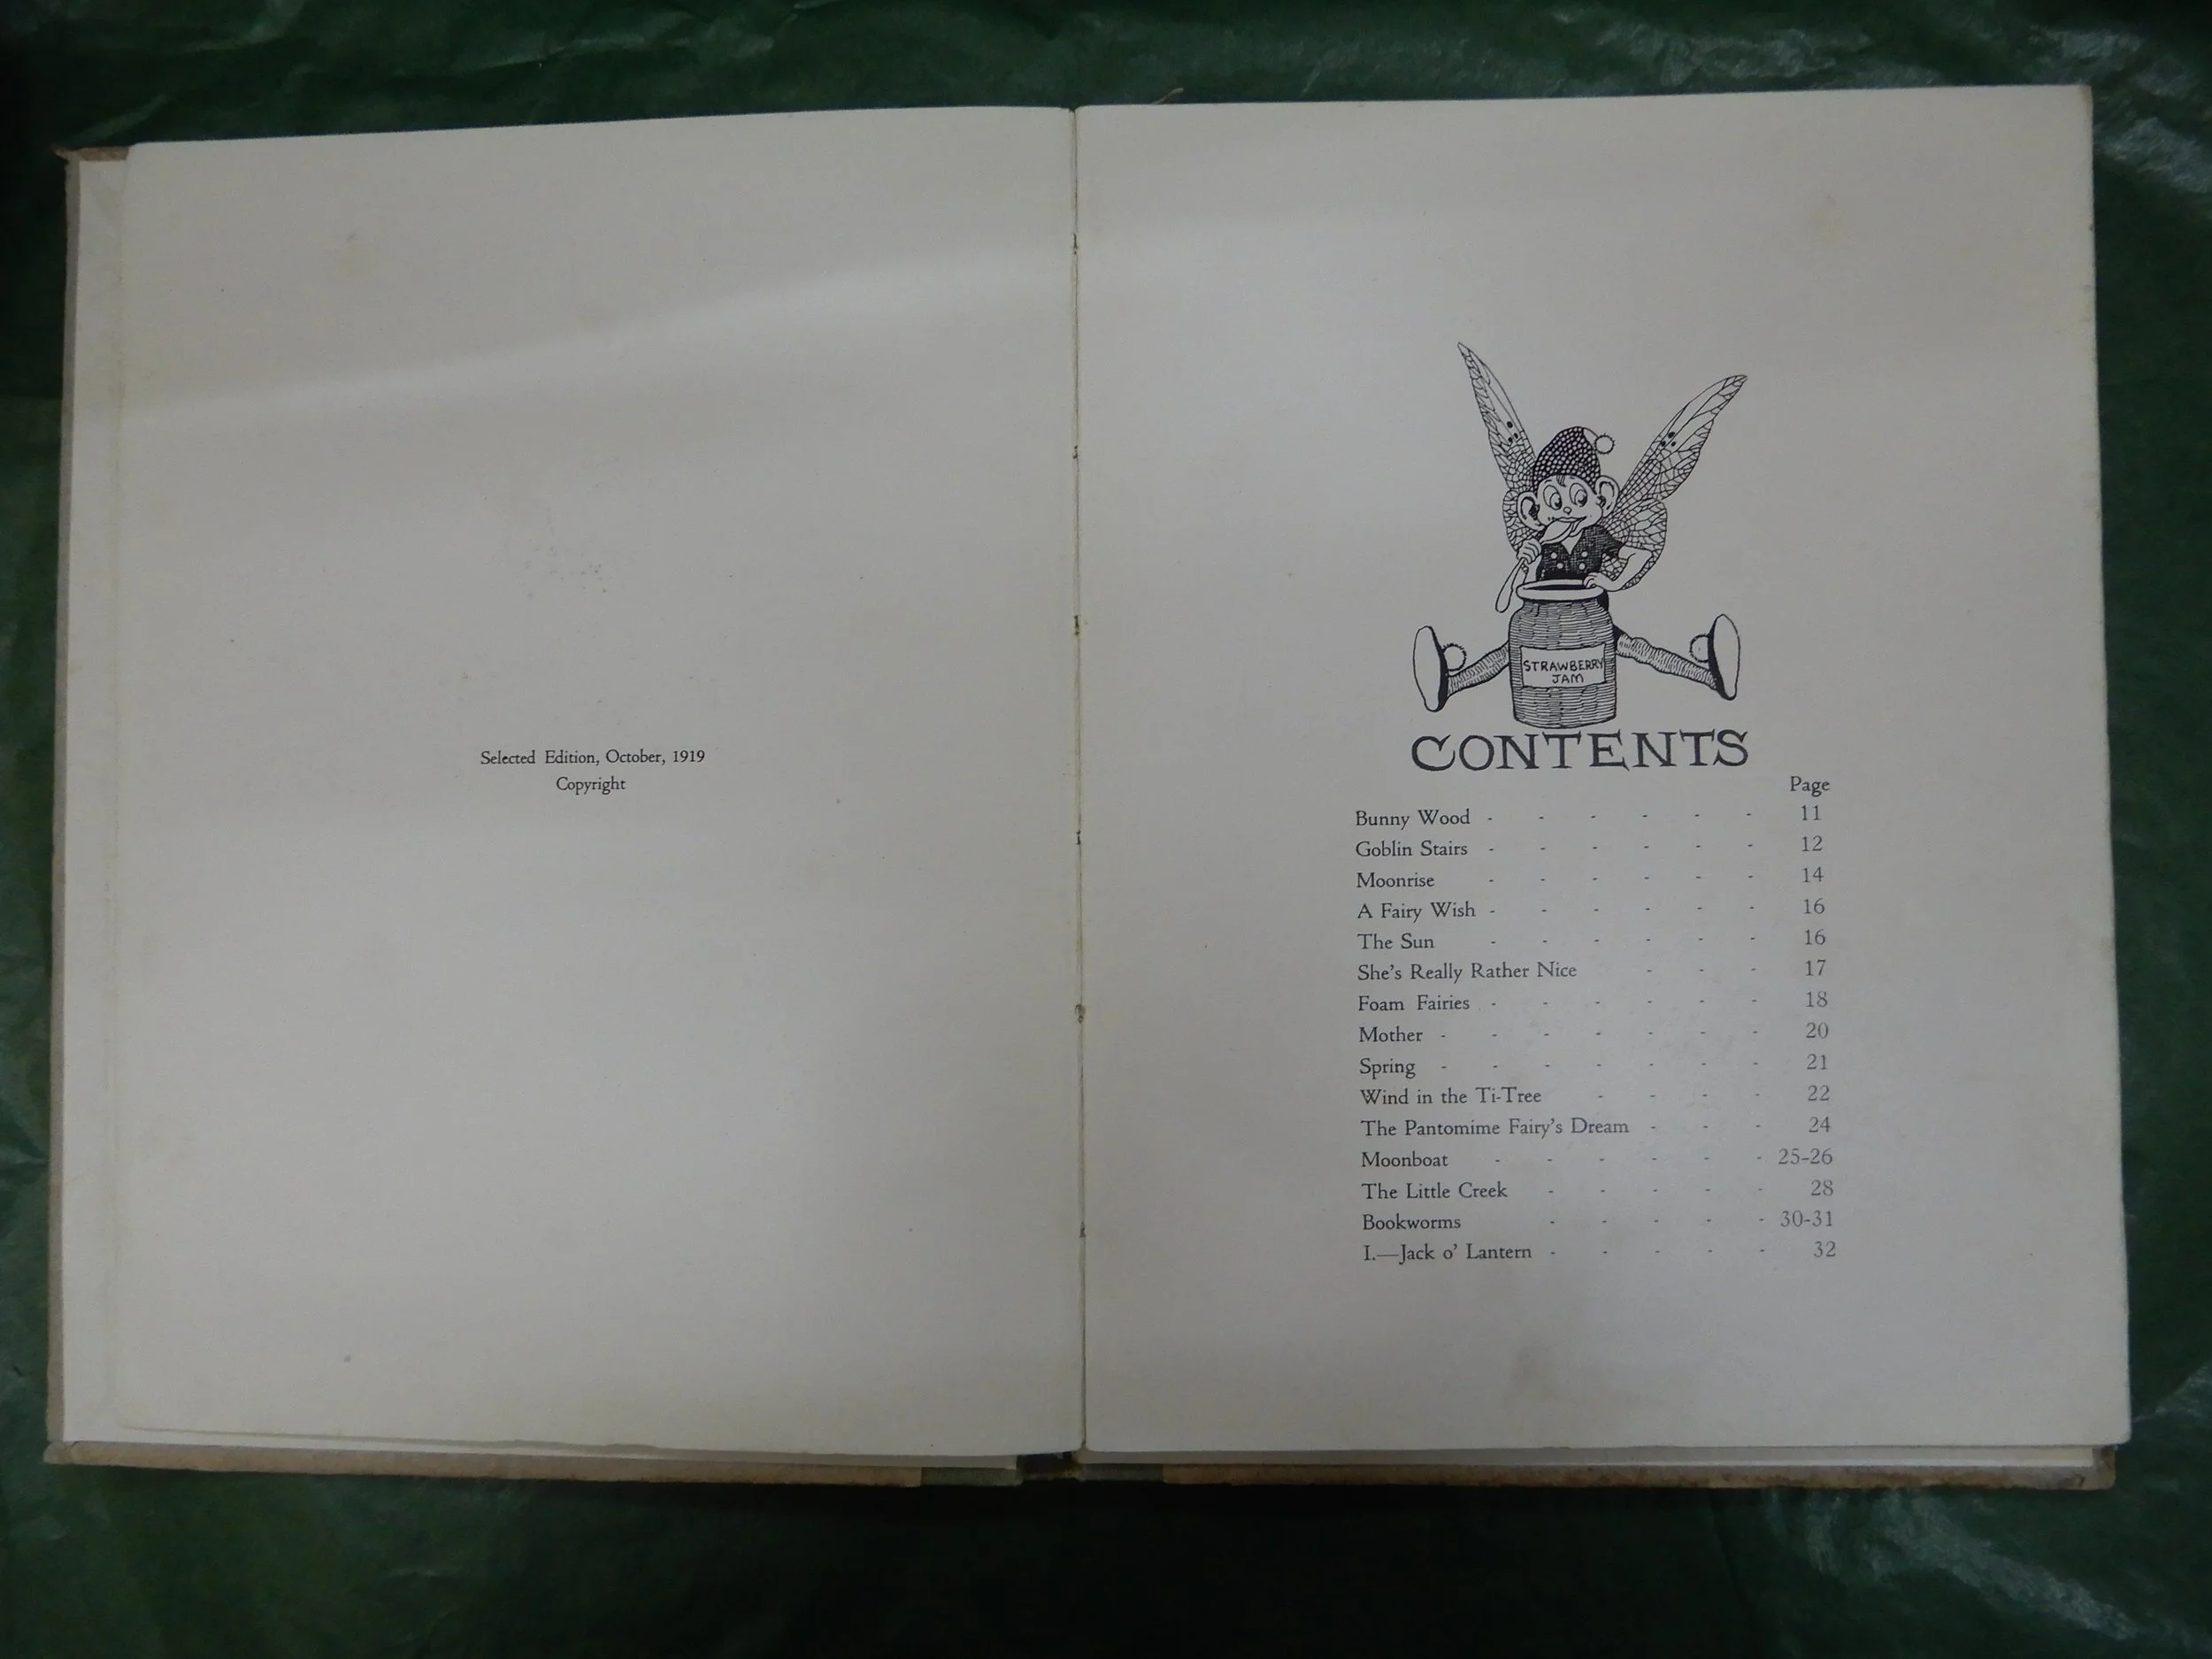 Selected Edition, October, 1919
Copyright
STRAWBERRY
JAM
CONTENTS
Page
Bunny Wood - - - - - - 11
Goblin Stairs - - - - - - 12
Moonrise - - - - - - 14
A Fairy Wish - - - - - - 16
The Sun - - - - - - 16
She's Really Rather Nice - - - 17
Foam Fairies - - - - - - 18
Mother - - - - - - - 20
Spring - - - - - - - 21
Wind in the Ti-Tree - - - - 22
The Pantomime Fairy's Dream - - - 24
Moonboat - - - - - - 25-26
The Little Creek - - - - - 28
Bookworms - - - - - 30-31
I.—Jack o' Lantern - - - - - 32